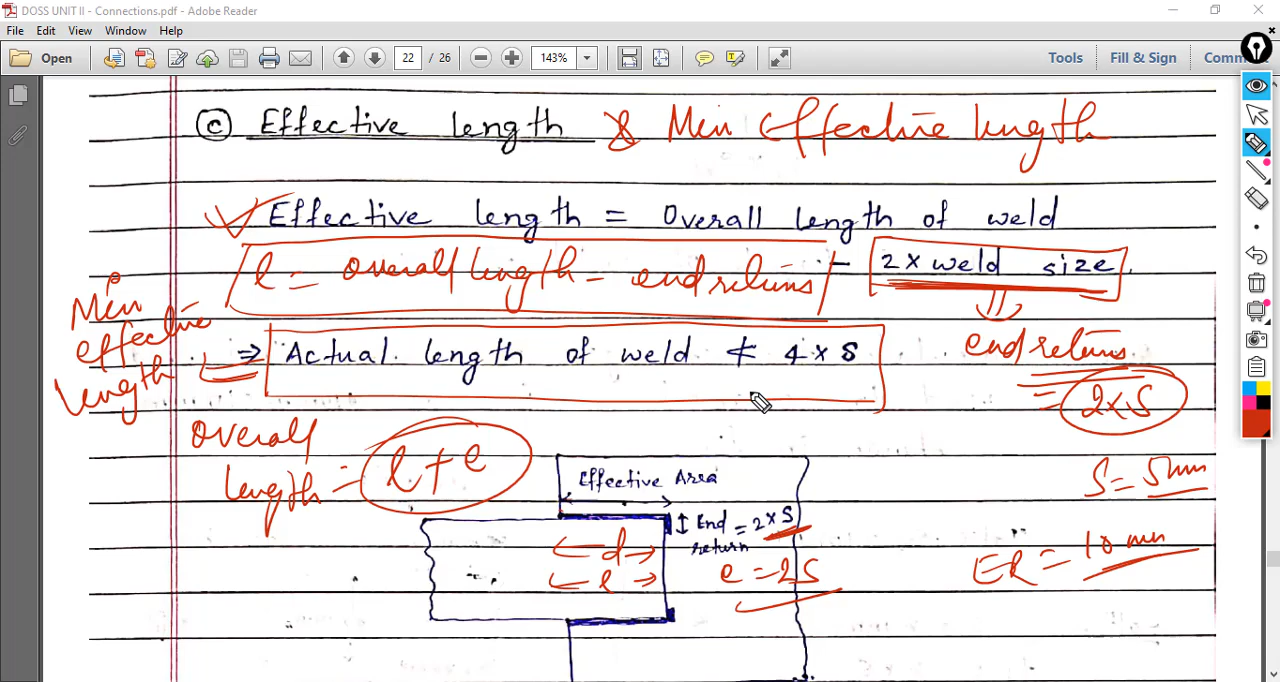 DOSS UNIT II - Connections.pdf - Adobe Reader
File Edit View Window Help
Open 22 / 26 143% Tools Fill & Sign Comm
(c) Effective length & Min Effective length
Effective length = Overall length of weld
l = overall length - end returns - 2 x weld size.
Min effective length
end returns
⇒ Actual length of weld ≮ 4 x S
= 2xS
Overall length = l + e
Effective Area
S = 5mm
End return = 2 x S
d
ER = 10 mm
l
e = 2S